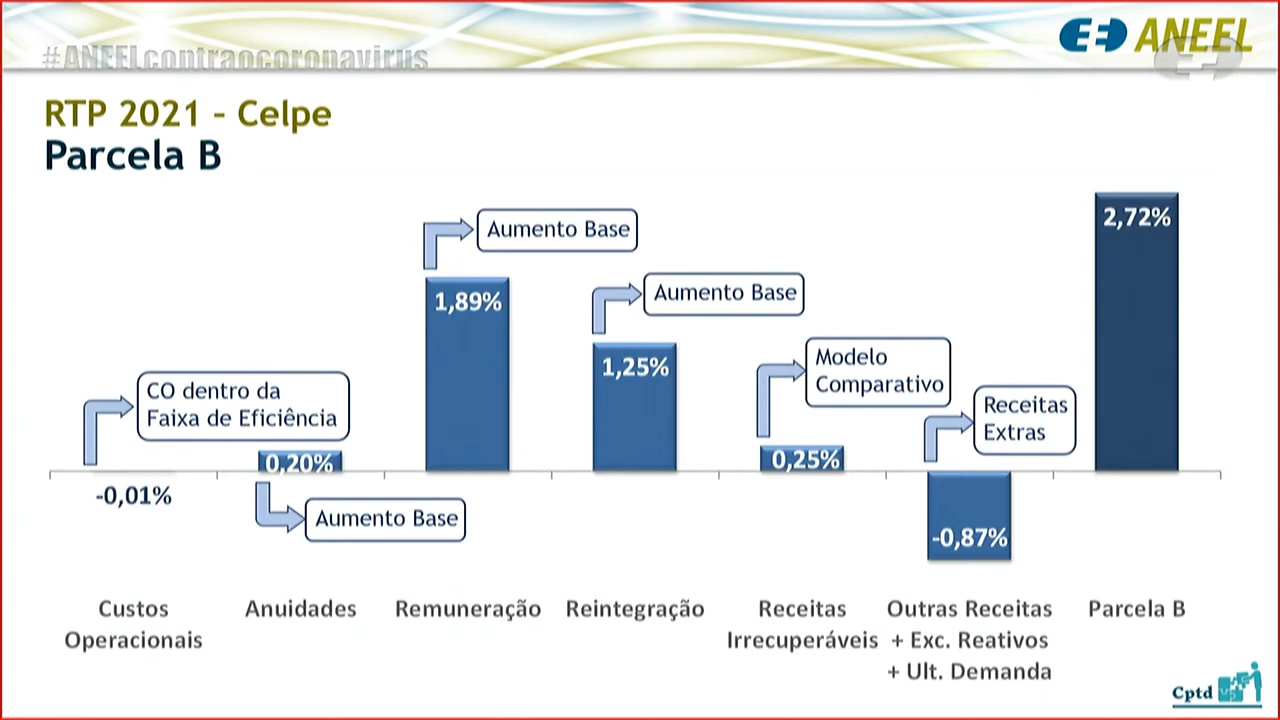 #ANEELcontraocoronavirus
ANEEL
RTP 2021 – Celpe
Parcela B
2,72%
Aumento Base
1,89%
Aumento Base
1,25%
Modelo
Comparativo
0,25%
CO dentro da
Faixa de Eficiência
-0,01%
0,20%
Aumento Base
Receitas
Extras
-0,87%
Custos
Operacionais
Anuidades
Remuneração
Reintegração
Receitas
Irrecuperáveis
Outras Receitas
+ Exc. Reativos
+ Ult. Demanda
Parcela B
Cptd